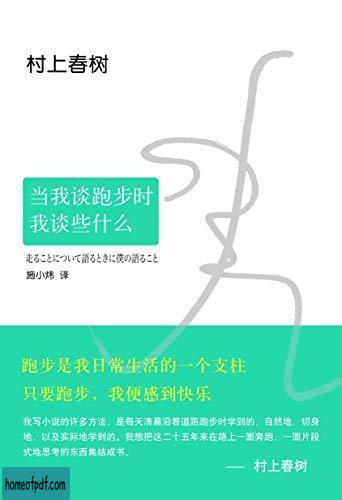 村上春树
当我谈跑步时
我谈些什么
走ることについて語るときに僕の語ること
施小炜 译
跑步是我日常生活的一个支柱
只要跑步，我便感到快乐
我写小说的许多方法，是每天清晨沿着道路跑步时学到的，自然地、切身
地，以及实际地学到的。我想把这二十五年来在路上一面奔跑，一面片段
式地思考的东西集结成书。
—— 村上春树
homeofpdf.com